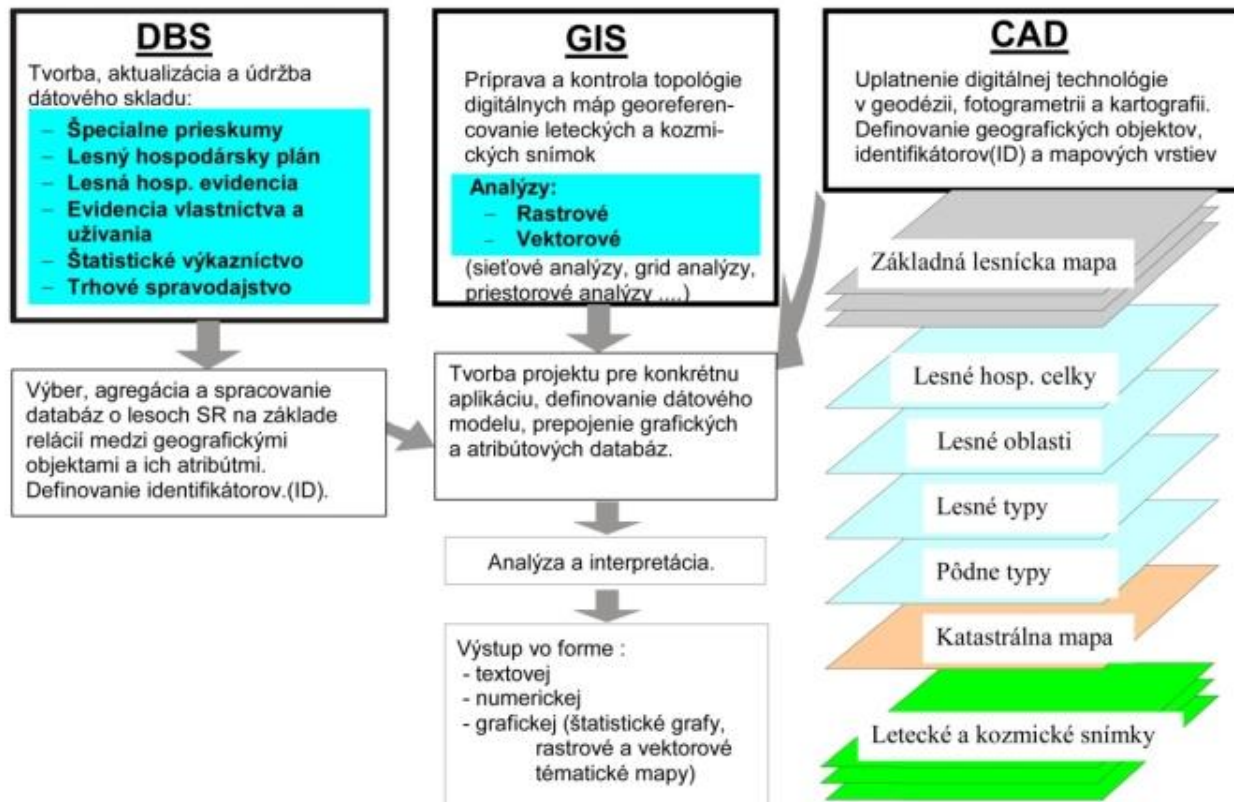 DBS
Tvorba, aktualizácia a údržba
dátového skladu:
– Špecialne prieskumy
– Lesný hospodársky plán
– Lesná hosp. evidencia
– Evidencia vlastnictva a
užívania
– Štatistické výkazníctvo
– Trhové spravodajstvo
Výber, agregácia a spracovanie
databáz o lesoch SR na základe
relácií medzi geografickými
objektami a ich atribútmi.
Definovanie identifikátorov.(ID).
GIS
Príprava a kontrola topológie
digitálnych máp georeferen-
covanie leteckých a kozmi-
ckých snímok
Analýzy:
– Rastrové
– Vektorové
(sieťové analýzy, grid analýzy,
priestorové analýzy ....)
Tvorba projektu pre konkrétnu
aplikáciu, definovanie dátového
modelu, prepojenie grafických
a atribútových databáz.
Analýza a interpretácia.
Výstup vo forme :
- textovej
- numerickej
- grafickej (štatistické grafy,
rastrové a vektorové
tématické mapy)
CAD
Uplatnenie digitálnej technológie
v geodézii, fotogrametrii a kartografii.
Definovanie geografických objektov,
identifikátorov(ID) a mapových vrstiev
Základná lesnícka mapa
Lesné hosp. celky
Lesné oblasti
Lesné typy
Pôdne typy
Katastrálna mapa
Letecké a kozmické snímky